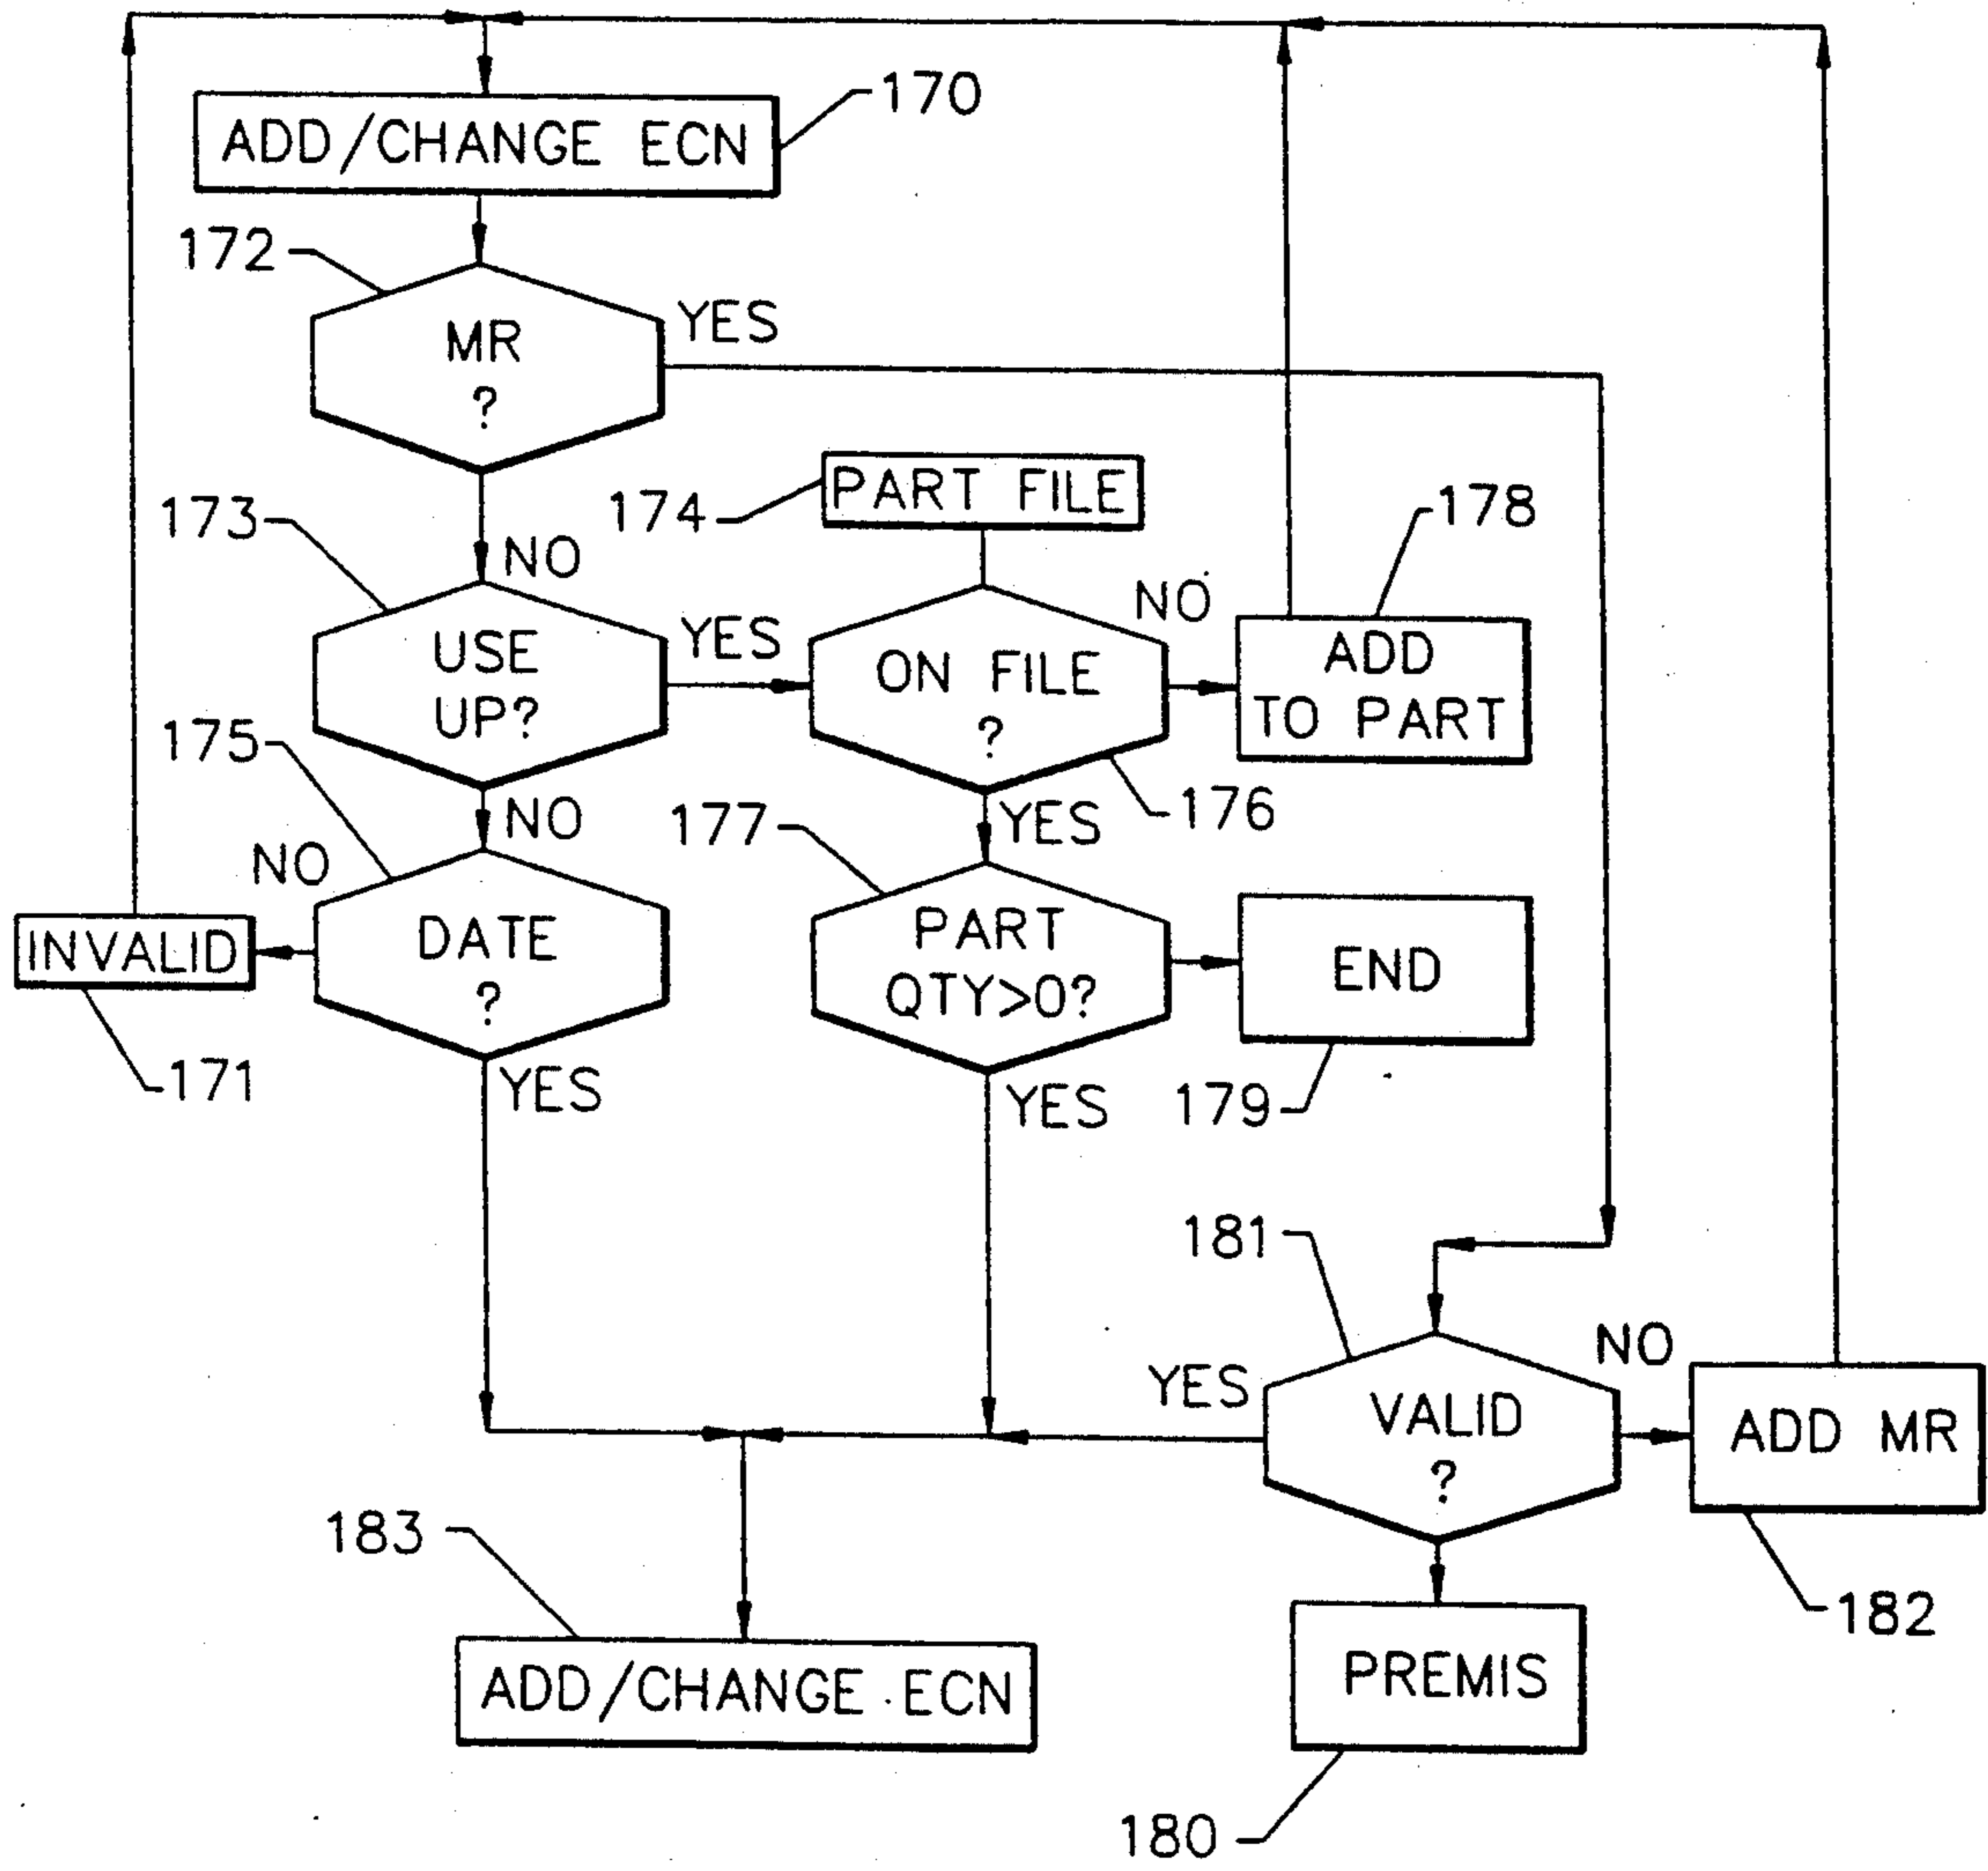 170
ADD/CHANGE ECN
172
YES
MR
?
173
174
PART FILE
178
NO
NO
YES
USE
UP?
ON FILE
?
ADD
TO PART
175
NO
177
YES
176
NO
INVALID
DATE
?
PART
QTY>0?
END
171
YES
YES
179
181
YES
NO
VALID
?
ADD MR
183
182
ADD/CHANGE ECN
PREMIS
180